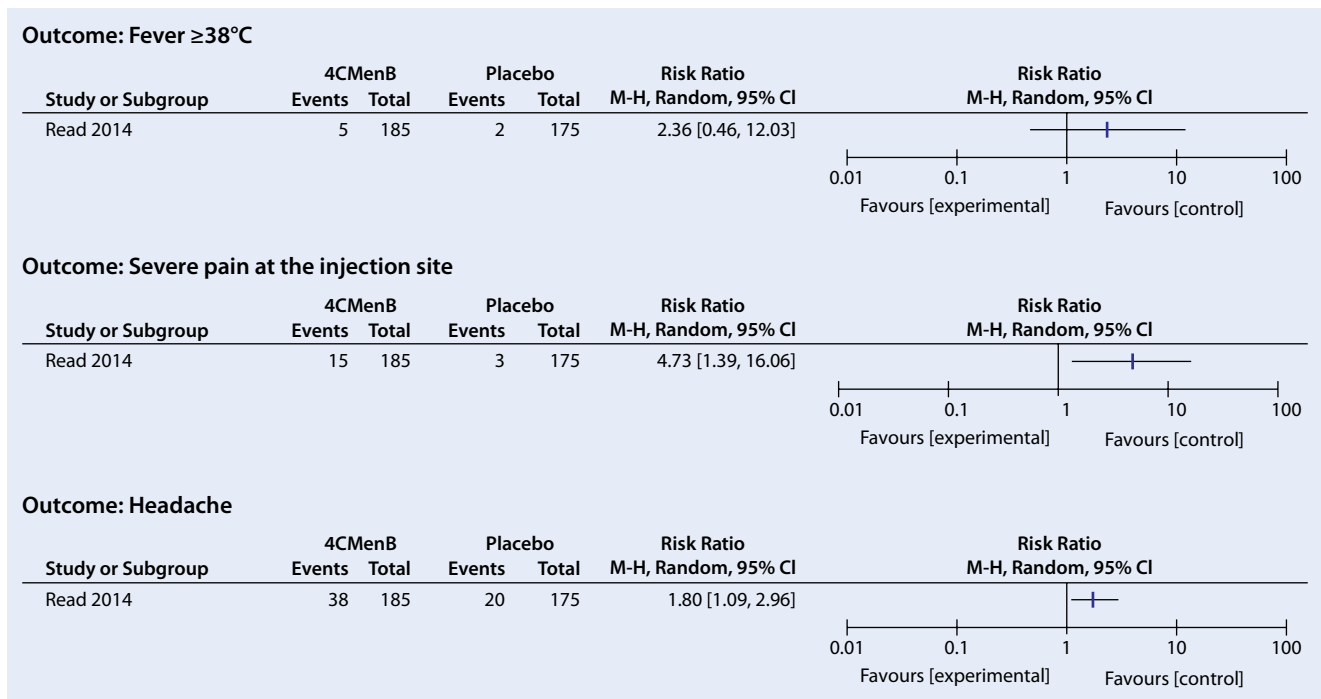 Outcome: Fever ≥38°C
4CMenB Placebo Risk Ratio Risk Ratio
Study or Subgroup Events Total Events Total M-H, Random, 95% CI M-H, Random, 95% CI
Read 2014 5 185 2 175 2.36 [0.46, 12.03]
0.01 0.1 1 10 100
Favours [experimental] Favours [control]
Outcome: Severe pain at the injection site
4CMenB Placebo Risk Ratio Risk Ratio
Study or Subgroup Events Total Events Total M-H, Random, 95% CI M-H, Random, 95% CI
Read 2014 15 185 3 175 4.73 [1.39, 16.06]
0.01 0.1 1 10 100
Favours [experimental] Favours [control]
Outcome: Headache
4CMenB Placebo Risk Ratio Risk Ratio
Study or Subgroup Events Total Events Total M-H, Random, 95% CI M-H, Random, 95% CI
Read 2014 38 185 20 175 1.80 [1.09, 2.96]
0.01 0.1 1 10 100
Favours [experimental] Favours [control]